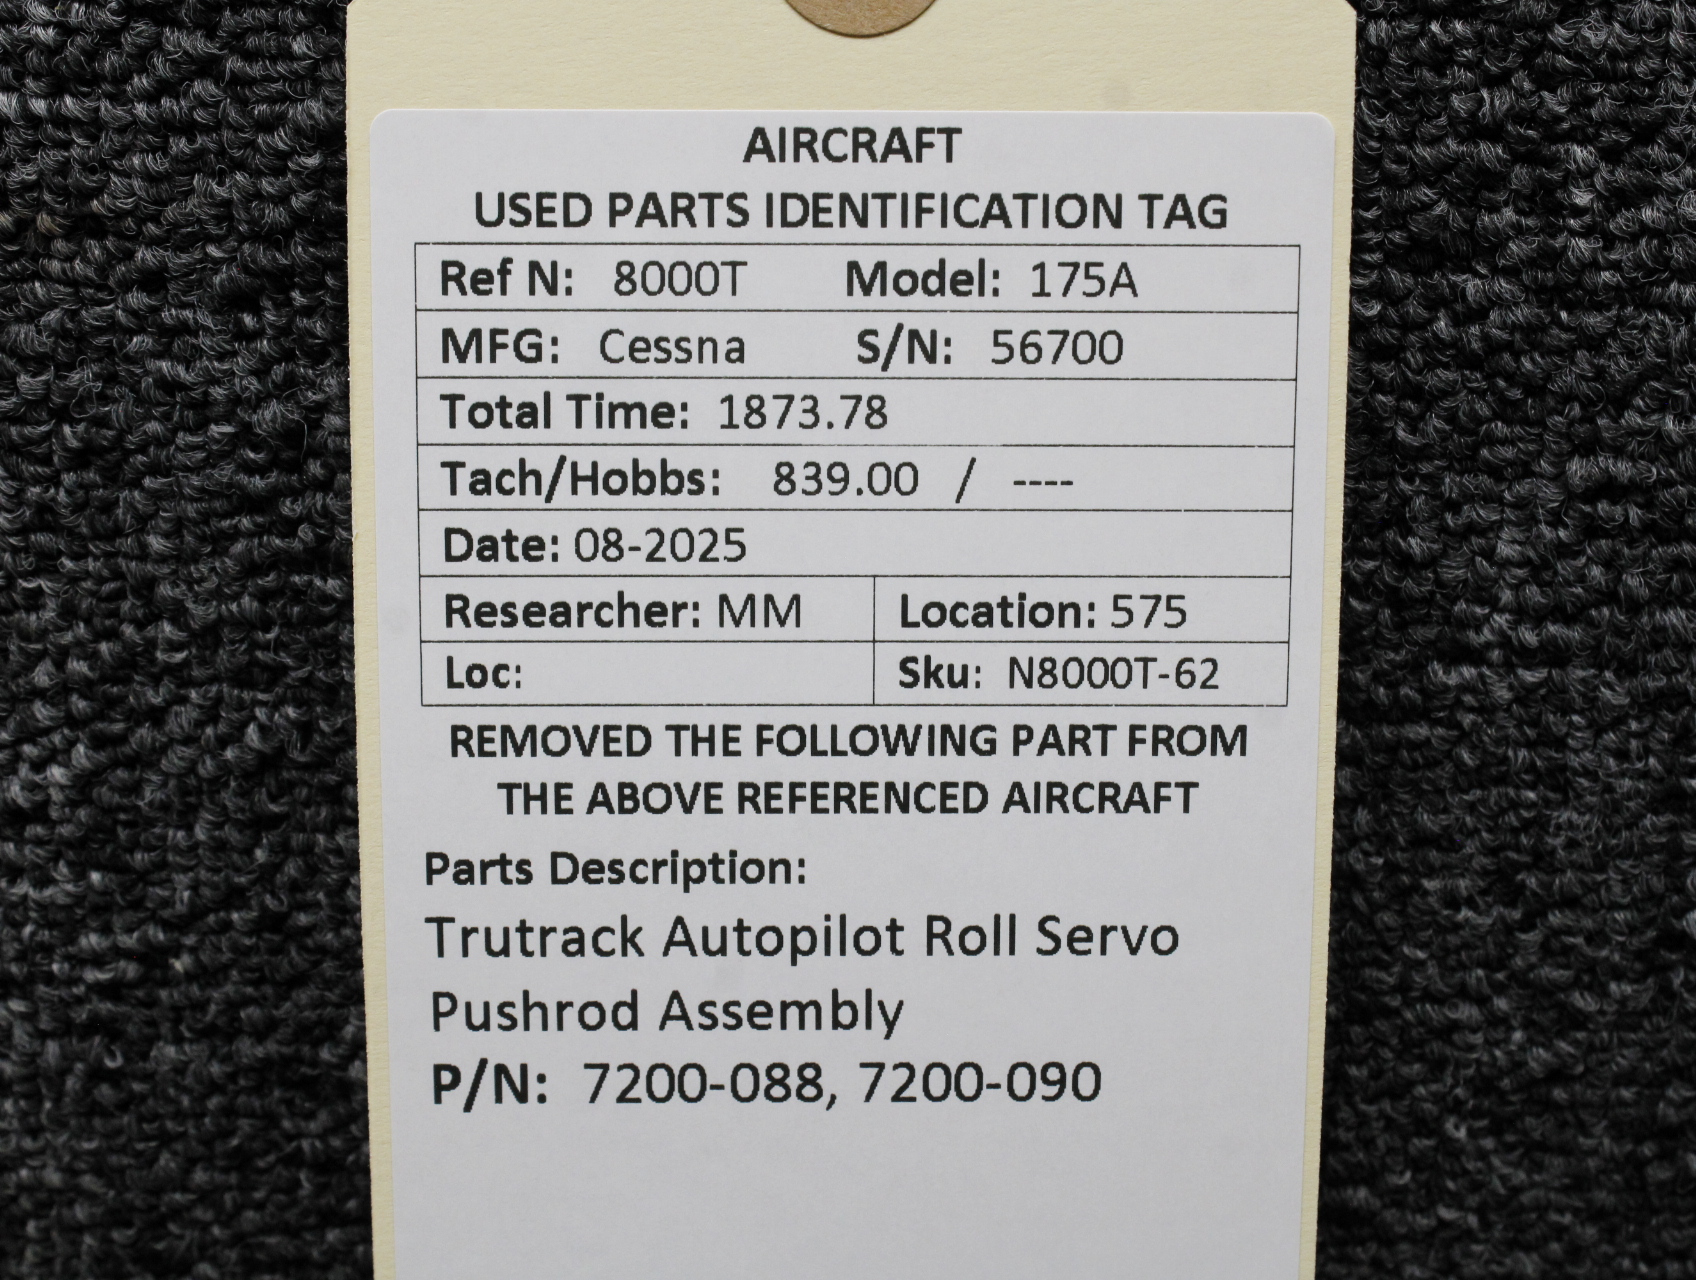 AIRCRAFT
USED PARTS IDENTIFICATION TAG
Ref N: 8000T Model: 175A
MFG: Cessna S/N: 56700
Total Time: 1873.78
Tach/Hobbs: 839.00 / ----
Date: 08-2025
Researcher: MM Location: 575
Loc: Sku: N8000T-62
REMOVED THE FOLLOWING PART FROM
THE ABOVE REFERENCED AIRCRAFT
Parts Description:
Trutrack Autopilot Roll Servo
Pushrod Assembly
P/N: 7200-088, 7200-090